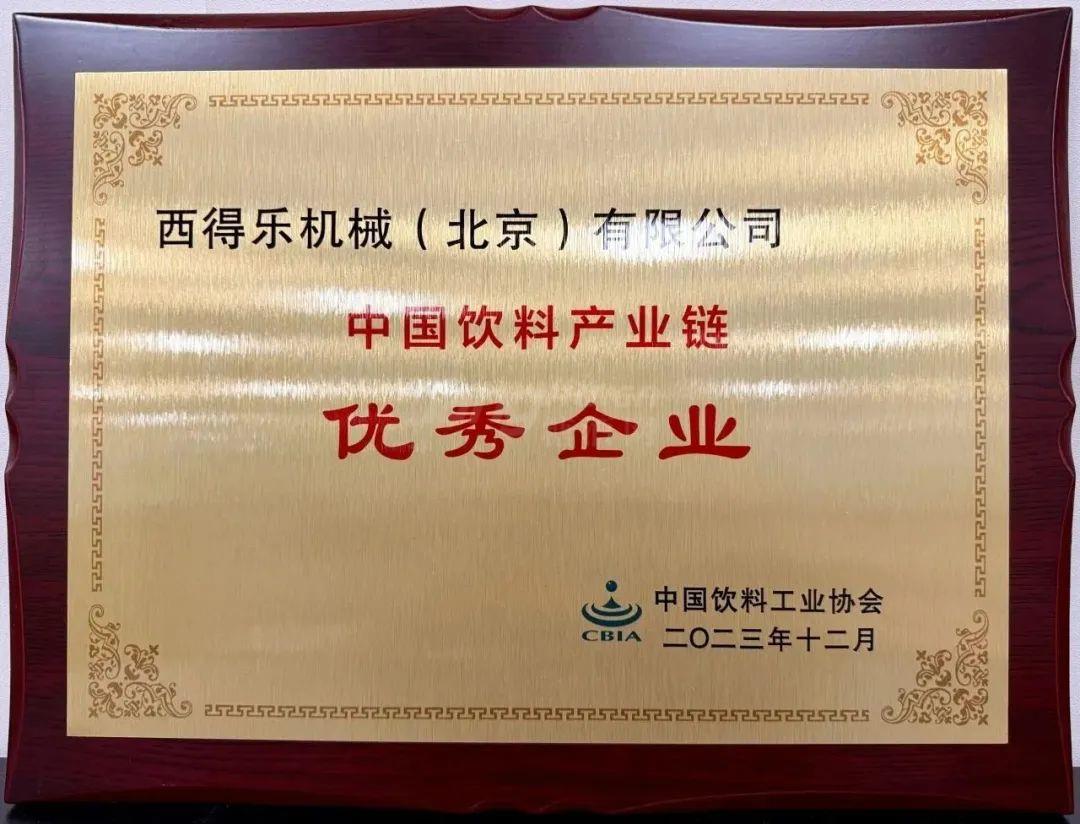 西得乐机械（北京）有限公司
中国饮料产业链
优秀企业
CBIA
中国饮料工业协会
二〇二三年十二月